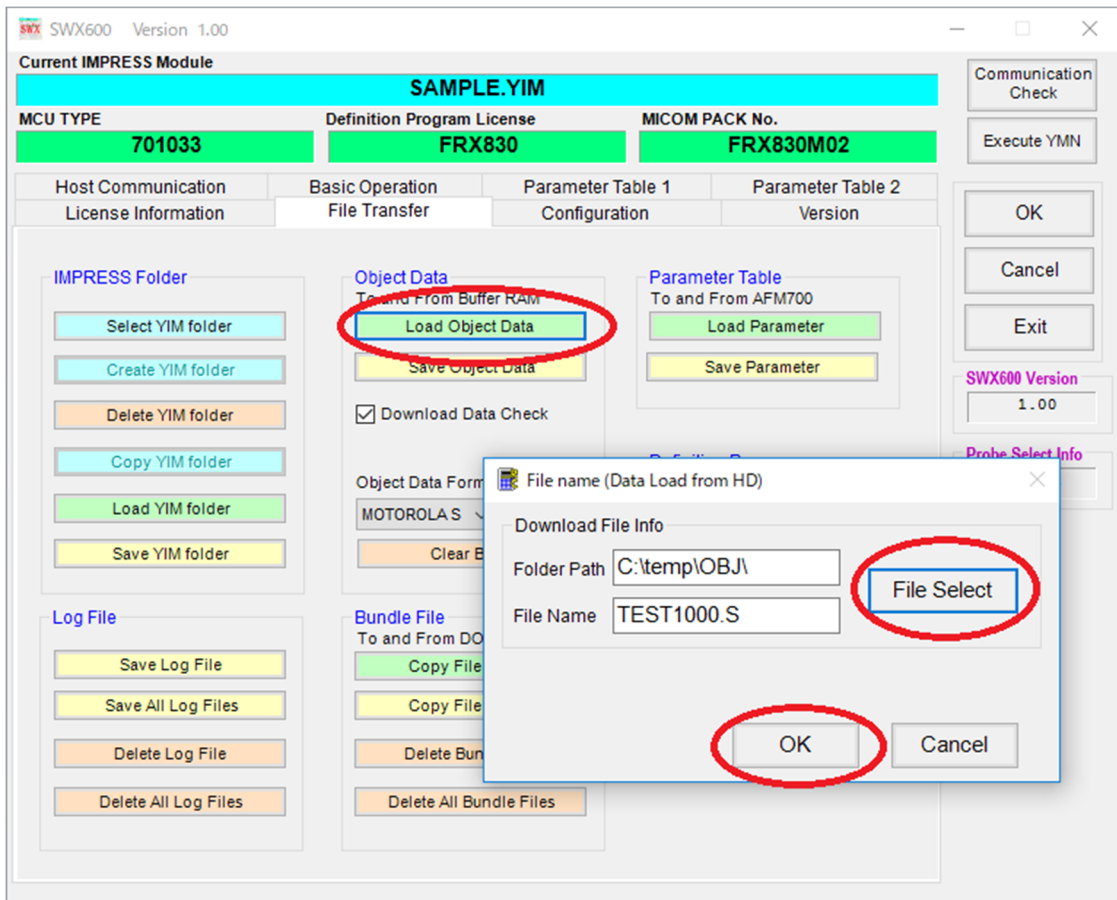 SWX600 Version 1.00
Current IMPRESS Module
SAMPLE.YIM
MCU TYPE
701033
Definition Program License
FRX830
MICOM PACK No.
FRX830M02
Communication
Check
Execute YMN
Host Communication
Basic Operation
Parameter Table 1
Parameter Table 2
License Information
File Transfer
Configuration
Version
OK
Cancel
Exit
SWX600 Version
1.00
Probe Select Info
IMPRESS Folder
Select YIM folder
Create YIM folder
Delete YIM folder
Copy YIM folder
Load YIM folder
Save YIM folder
Object Data
To and From Buffer RAM
Load Object Data
Save Object Data
Download Data Check
Object Data Form
MOTOROLA S
Clear B
Parameter Table
To and From AFM700
Load Parameter
Save Parameter
Log File
Save Log File
Save All Log Files
Delete Log File
Delete All Log Files
Bundle File
To and From DO
Copy File
Copy File
Delete Bun
Delete All Bundle Files
File name (Data Load from HD)
Download File Info
Folder Path C:\temp\OBJ\
File Name TEST1000.S
File Select
OK
Cancel